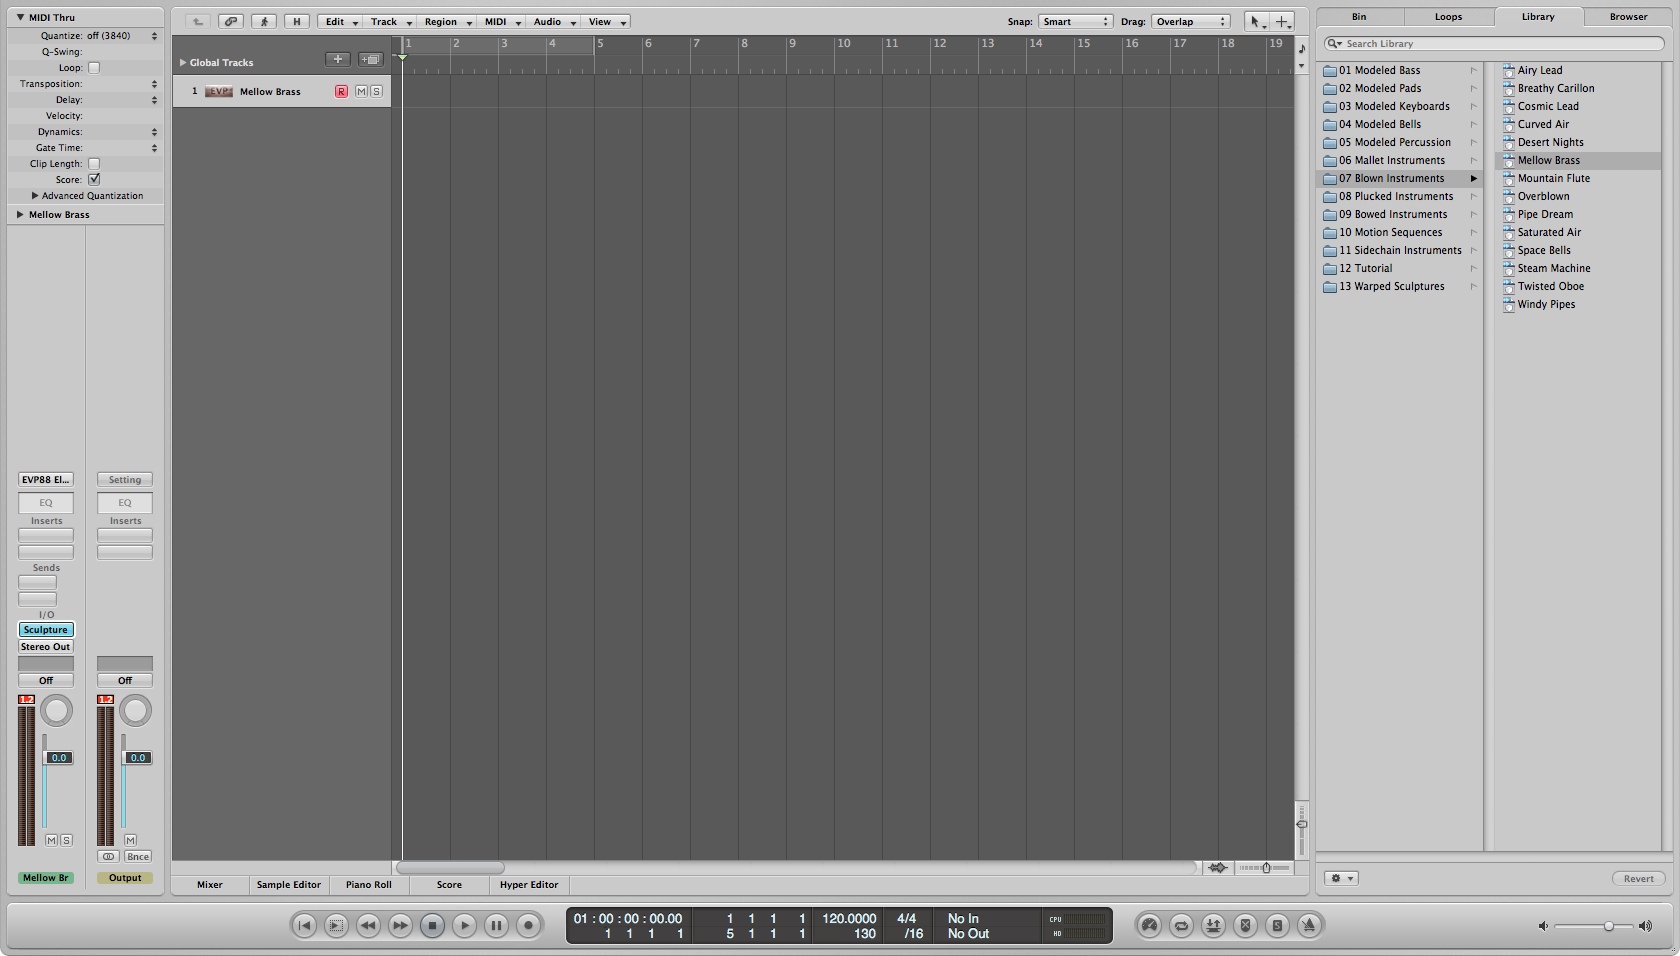 MIDI Thru
Quantize: off (3840)
Q-Swing:
Loop:
Transposition:
Delay:
Velocity:
Dynamics:
Gate Time:
Clip Length:
Score:
Advanced Quantization
Mellow Brass
EVP88 El... Setting
EQ EQ
Inserts Inserts
Sends
I/O
Sculpture
Stereo Out
Off Off
1.2 1.2
0.0 0.0
M S M
Bnce
Mellow Br Output
H Edit Track Region MIDI Audio View Snap: Smart Drag: Overlap
1 2 3 4 5 6 7 8 9 10 11 12 13 14 15 16 17 18 19
Global Tracks
1 EVP Mellow Brass R M S
Mixer Sample Editor Piano Roll Score Hyper Editor
Bin Loops Library Browser
Search Library
01 Modeled Bass
02 Modeled Pads
03 Modeled Keyboards
04 Modeled Bells
05 Modeled Percussion
06 Mallet Instruments
07 Blown Instruments
08 Plucked Instruments
09 Bowed Instruments
10 Motion Sequences
11 Sidechain Instruments
12 Tutorial
13 Warped Sculptures
Airy Lead
Breathy Carillon
Cosmic Lead
Curved Air
Desert Nights
Mellow Brass
Mountain Flute
Overblown
Pipe Dream
Saturated Air
Space Bells
Steam Machine
Twisted Oboe
Windy Pipes
Revert
01 : 00 : 00 : 00.00 1 1 1 1 120.0000 4/4 No In CPU
1 1 1 1 5 1 1 1 130 /16 No Out HD
S